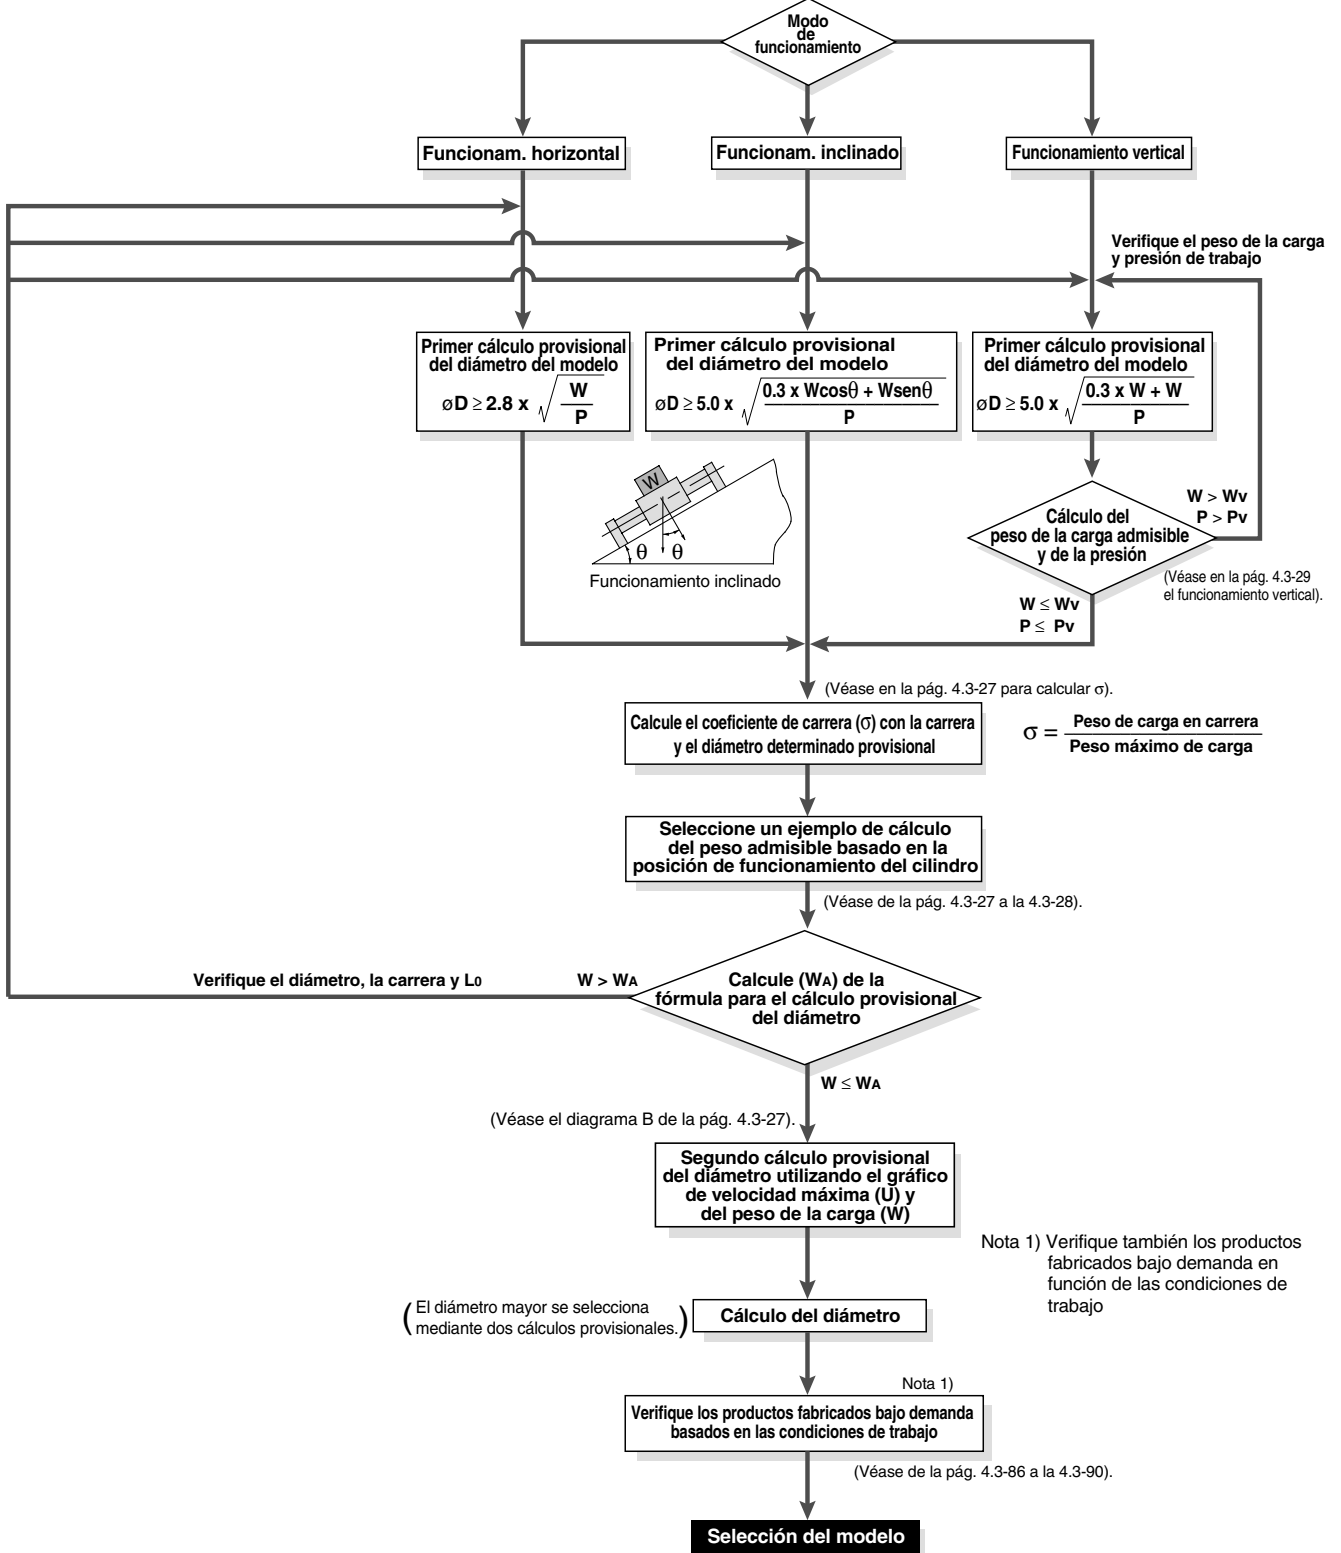 Modo
de
funcionamiento
Funcionam. horizontal
Funcionam. inclinado
Funcionamiento vertical
Verifique el peso de la carga
y presión de trabajo
Primer cálculo provisional
del diámetro del modelo
øD ≥ 2.8 x √ W / P
Primer cálculo provisional
del diámetro del modelo
øD ≥ 5.0 x √ 0.3 x Wcosθ + Wsenθ / P
Primer cálculo provisional
del diámetro del modelo
øD ≥ 5.0 x √ 0.3 x W + W / P
W
θ
θ
Funcionamiento inclinado
Cálculo del
peso de la carga admisible
y de la presión
W > Wv
P > Pv
(Véase en la pág. 4.3-29
el funcionamiento vertical).
W ≤ Wv
P ≤ Pv
(Véase en la pág. 4.3-27 para calcular σ).
Calcule el coeficiente de carrera (σ) con la carrera
y el diámetro determinado provisional
σ = Peso de carga en carrera / Peso máximo de carga
Seleccione un ejemplo de cálculo
del peso admisible basado en la
posición de funcionamiento del cilindro
(Véase de la pág. 4.3-27 a la 4.3-28).
Verifique el diámetro, la carrera y L0
W > WA
Calcule (WA) de la
fórmula para el cálculo provisional
del diámetro
W ≤ WA
(Véase el diagrama B de la pág. 4.3-27).
Segundo cálculo provisional
del diámetro utilizando el gráfico
de velocidad máxima (U) y
del peso de la carga (W)
Nota 1) Verifique también los productos
fabricados bajo demanda en
función de las condiciones de
trabajo
(El diámetro mayor se selecciona
mediante dos cálculos provisionales.)
Cálculo del diámetro
Nota 1)
Verifique los productos fabricados bajo demanda
basados en las condiciones de trabajo
(Véase de la pág. 4.3-86 a la 4.3-90).
Selección del modelo